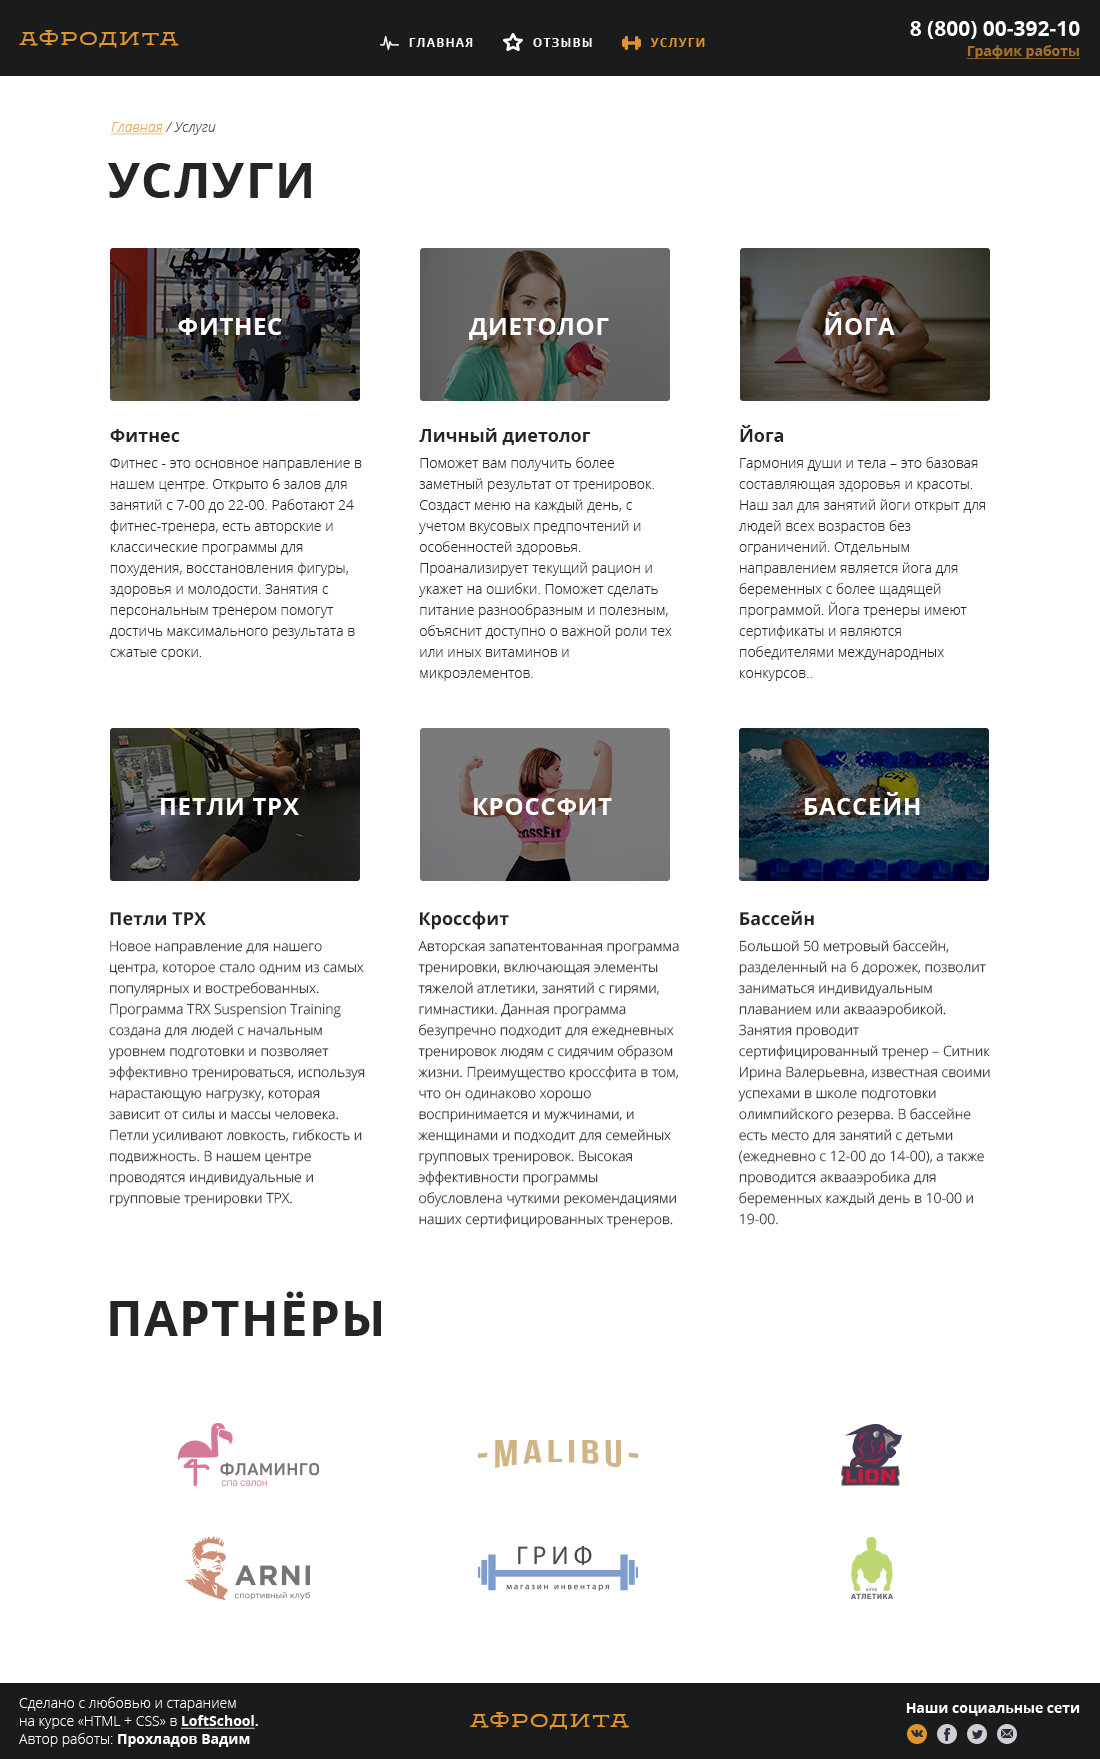 АФРОДИТА
ГЛАВНАЯ
ОТЗЫВЫ
УСЛУГИ
8 (800) 00-392-10
График работы
Главная / Услуги
УСЛУГИ
ФИТНЕС
ДИЕТОЛОГ
ЙОГА
Фитнес
Фитнес - это основное направление в
нашем центре. Открыто 6 залов для
занятий с 7-00 до 22-00. Работают 24
фитнес-тренера, есть авторские и
классические программы для
похудения, восстановления фигуры,
здоровья и молодости. Занятия с
персональным тренером помогут
достичь максимального результата в
сжатые сроки.
Личный диетолог
Поможет вам получить более
заметный результат от тренировок.
Создаст меню на каждый день, с
учетом вкусовых предпочтений и
особенностей здоровья.
Проанализирует текущий рацион и
укажет на ошибки. Поможет сделать
питание разнообразным и полезным,
объяснит доступно о важной роли тех
или иных витаминов и
микроэлементов.
Йога
Гармония души и тела – это базовая
составляющая здоровья и красоты.
Наш зал для занятий йоги открыт для
людей всех возрастов без
ограничений. Отдельным
направлением является йога для
беременных с более щадящей
программой. Йога тренеры имеют
сертификаты и являются
победителями международных
конкурсов..
ПЕТЛИ ТРХ
КРОССФИТ
CROSSFIT
БАССЕЙН
Петли ТРХ
Новое направление для нашего
центра, которое стало одним из самых
популярных и востребованных.
Программа TRX Suspension Training
создана для людей с начальным
уровнем подготовки и позволяет
эффективно тренироваться, используя
нарастающую нагрузку, которая
зависит от силы и массы человека.
Петли усиливают ловкость, гибкость и
подвижность. В нашем центре
проводятся индивидуальные и
групповые тренировки ТРХ.
Кроссфит
Авторская запатентованная программа
тренировки, включающая элементы
тяжелой атлетики, занятий с гирями,
гимнастики. Данная программа
безупречно подходит для ежедневных
тренировок людям с сидячим образом
жизни. Преимущество кроссфита в том,
что он одинаково хорошо
воспринимается и мужчинами, и
женщинами и подходит для семейных
групповых тренировок. Высокая
эффективности программы
обусловлена чуткими рекомендациями
наших сертифицированных тренеров.
Бассейн
Большой 50 метровый бассейн,
разделенный на 6 дорожек, позволит
заниматься индивидуальным
плаванием или аквааэробикой.
Занятия проводит
сертифицированный тренер – Ситник
Ирина Валерьевна, известная своими
успехами в школе подготовки
олимпийского резерва. В бассейне
есть место для занятий с детьми
(ежедневно с 12-00 до 14-00), а также
проводится аквааэробика для
беременных каждый день в 10-00 и
19-00.
ПАРТНЁРЫ
ФЛАМИНГО
спа салон
-MALIBU-
LION
ARNI
спортивный клуб
ГРИФ
магазин инвентаря
КЛУБ
АТЛЕТИКА
Сделано с любовью и старанием
на курсе «HTML + CSS» в LoftSchool.
Автор работы: Прохладов Вадим
АФРОДИТА
Наши социальные сети